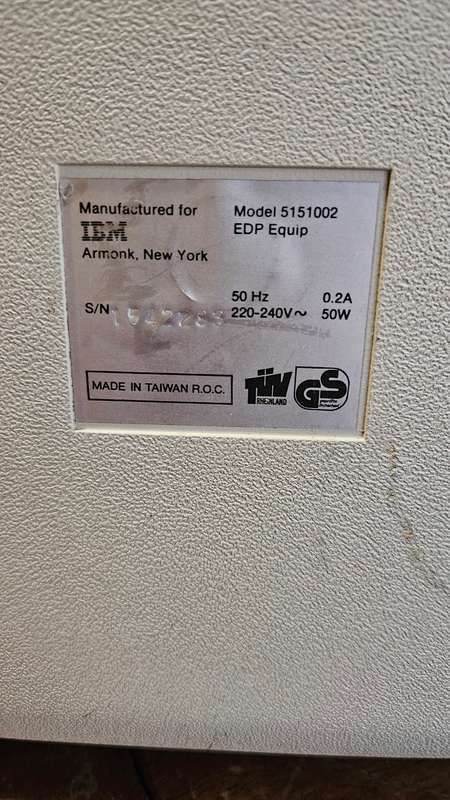 Manufactured for
IBM
Armonk, New York
Model 5151002
EDP Equip
S/N
50 Hz 0.2A
220-240V~ 50W
MADE IN TAIWAN R.O.C.
TÜV
RHEINLAND
GS